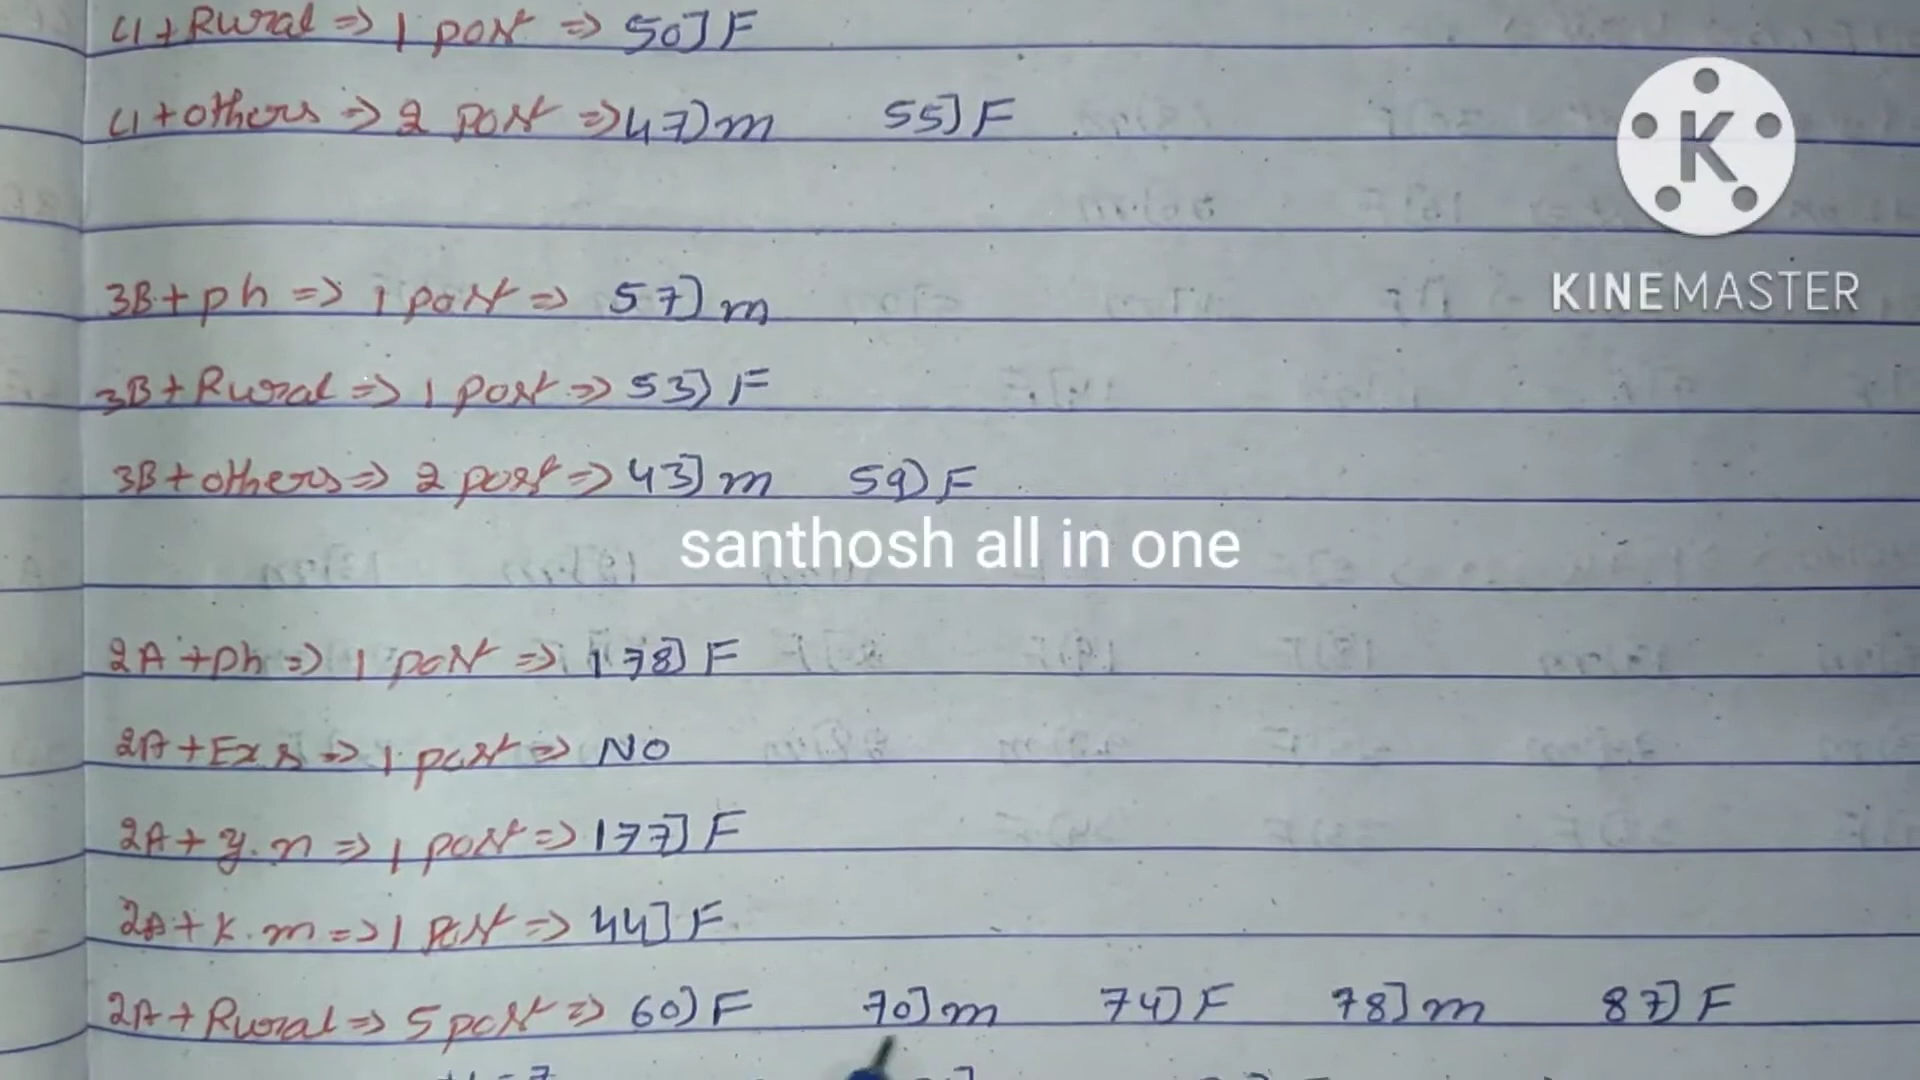 C1+Rural => 1 post => 50] F
C1+others => 2 post => 47] m 55] F
3B+ph => 1 post => 57] m
3B+Rural => 1 post => 53] F
3B+others => 2 post => 43] m 59] F
2A+ph => 1 post => 178] F
2A+Ex s => 1 post => NO
2A+y.n => 1 post => 177] F
2A+K.m => 1 post => 44] F
2A+Rural => 5 post => 60] F 70] m 74] F 78] m 87] F
K
KINEMASTER
santhosh all in one